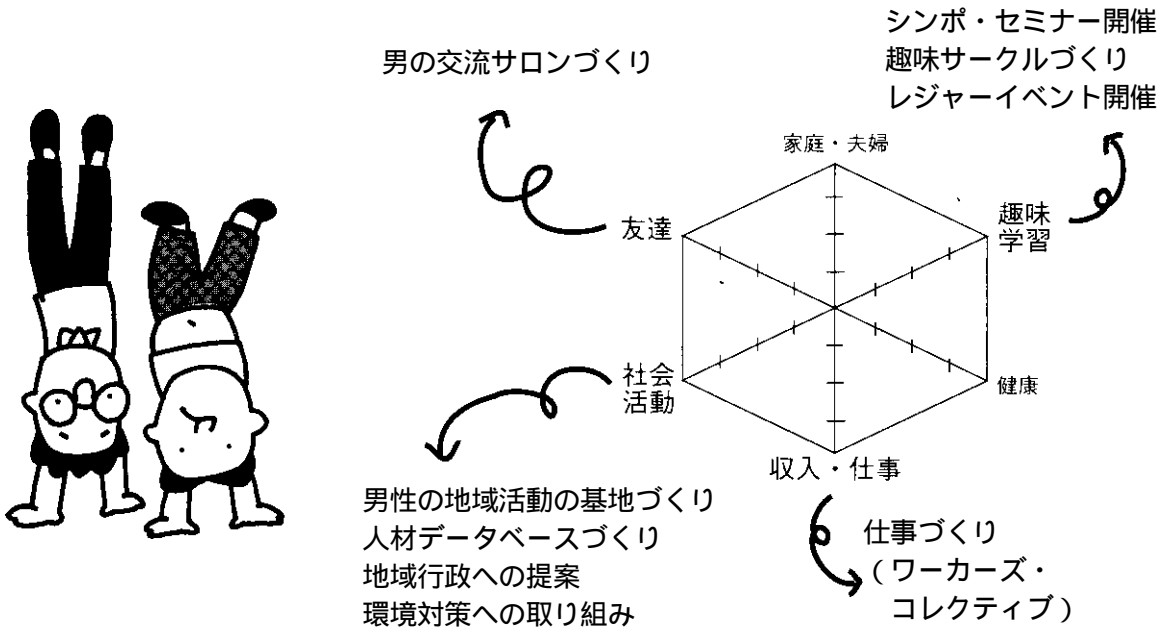 シンポ・セミナー開催
趣味サークルづくり
レジャーイベント開催
男の交流サロンづくり
家庭・夫婦
友達
趣味
学習
社会
活動
健康
収入・仕事
男性の地域活動の基地づくり
人材データベースづくり
地域行政への提案
環境対策への取り組み
仕事づくり
（ワーカーズ・
コレクティブ）